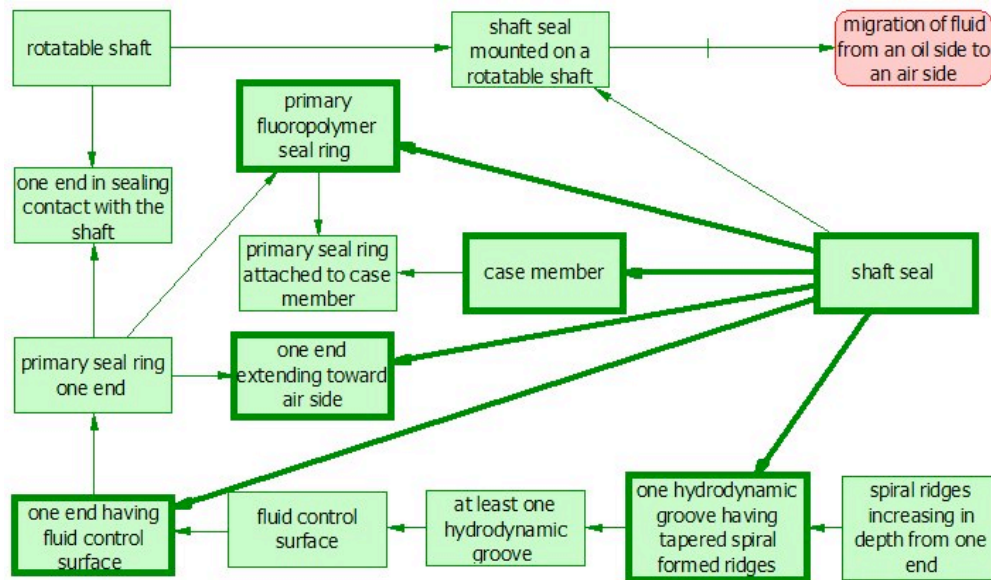 rotatable shaft
shaft seal
mounted on a
rotatable shaft
migration of fluid
from an oil side to
an air side
primary
fluoropolymer
seal ring
one end in sealing
contact with the
shaft
primary seal ring
attached to case
member
case member
shaft seal
primary seal ring
one end
one end
extending toward
air side
one end having
fluid control
surface
fluid control
surface
at least one
hydrodynamic
groove
one hydrodynamic
groove having
tapered spiral
formed ridges
spiral ridges
increasing in
depth from one
end